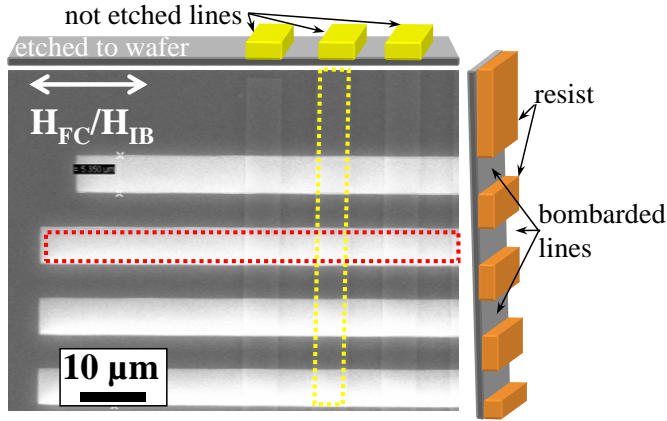 not etched lines
etched to wafer
H_FC/H_IB
resist
5.350 µm
bombarded
lines
10 µm